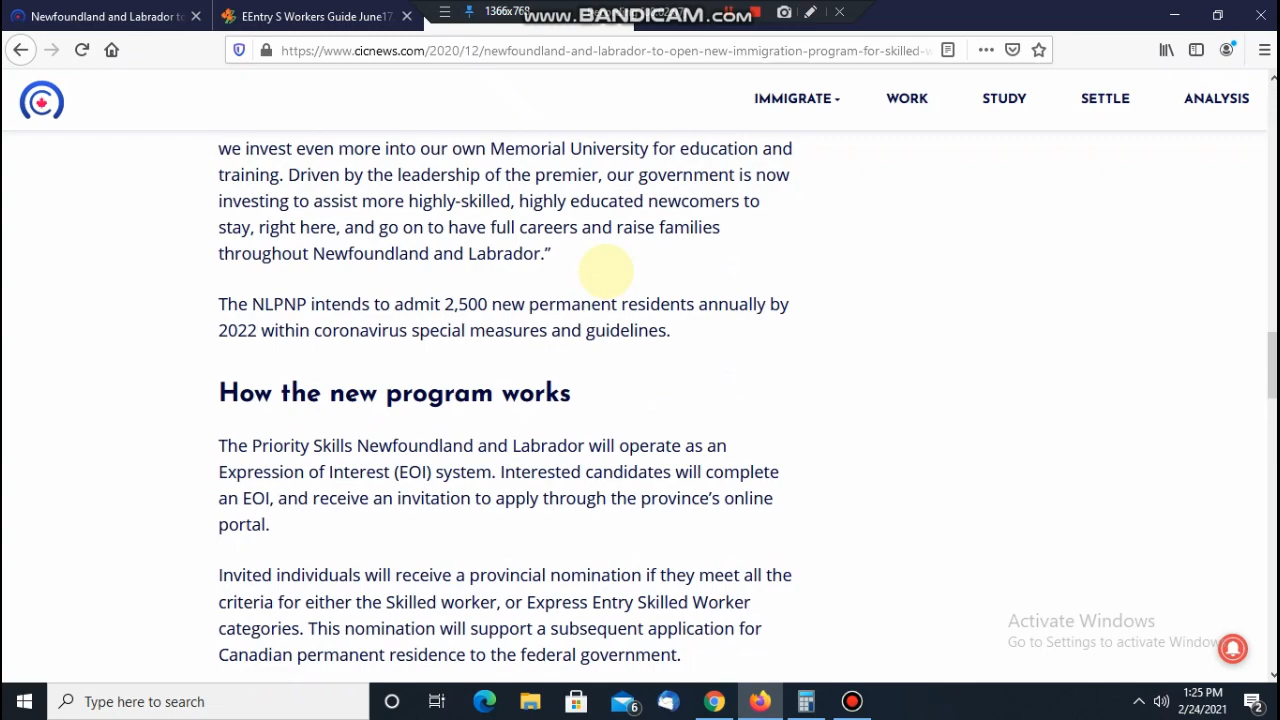 Newfoundland and Labrador to
EEntry S Workers Guide June17
1366x768
www.BANDICAM.com
https://www.cicnews.com/2020/12/newfoundland-and-labrador-to-open-new-immigration-program-for-skilled-w
IMMIGRATE
WORK
STUDY
SETTLE
ANALYSIS
we invest even more into our own Memorial University for education and
training. Driven by the leadership of the premier, our government is now
investing to assist more highly-skilled, highly educated newcomers to
stay, right here, and go on to have full careers and raise families
throughout Newfoundland and Labrador.”
The NLPNP intends to admit 2,500 new permanent residents annually by
2022 within coronavirus special measures and guidelines.
How the new program works
The Priority Skills Newfoundland and Labrador will operate as an
Expression of Interest (EOI) system. Interested candidates will complete
an EOI, and receive an invitation to apply through the province’s online
portal.
Invited individuals will receive a provincial nomination if they meet all the
criteria for either the Skilled worker, or Express Entry Skilled Worker
categories. This nomination will support a subsequent application for
Canadian permanent residence to the federal government.
Activate Windows
Go to Settings to activate Windows
Type here to search
6
1:25 PM
2/24/2021
2